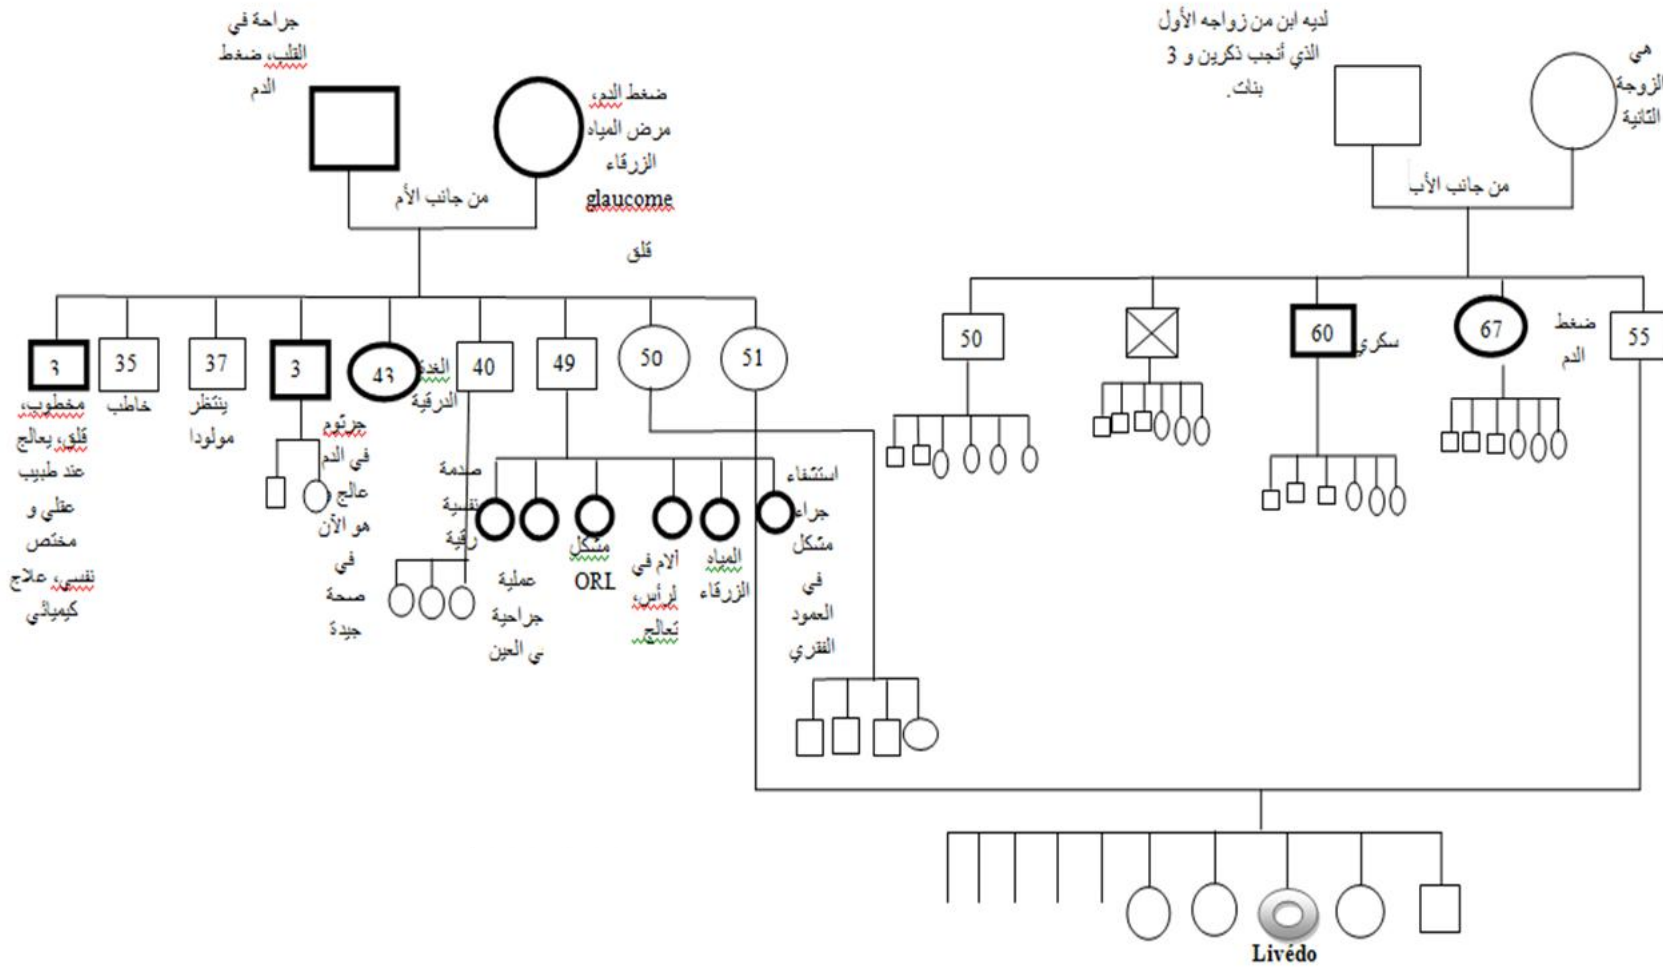 جراحة في
القلب، ضغط
الدم
ضغط الدم،
مرض المياه
الزرقاء
glaucome
قلق
من جانب الأم
لديه ابن من زواجه الأول
الذي أنجب ذكرين و 3
بنات.
هي
الزوجة
الثانية
من جانب الأب
3
35
37
3
43
40
49
50
51
50
60
67
55
سكري
ضغط
الدم
مخطوب،
قلق، يعالج
عند طبيب
عقلي و
مختص
نفسي، علاج
كيميائي
خاطب
ينتظر
مولودا
جرثوم
في الدم
عالج و
هو الآن
في
صحة
جيدة
الغدة
الدرقية
صدمة
نفسية
رقية
عملية
جراحية
ي العين
مشكل
ORL
آلام في
لرأس،
تعالج
المياه
الزرقاء
استشفاء
جراء
مشكل
في
العمود
الفقري
Livédo